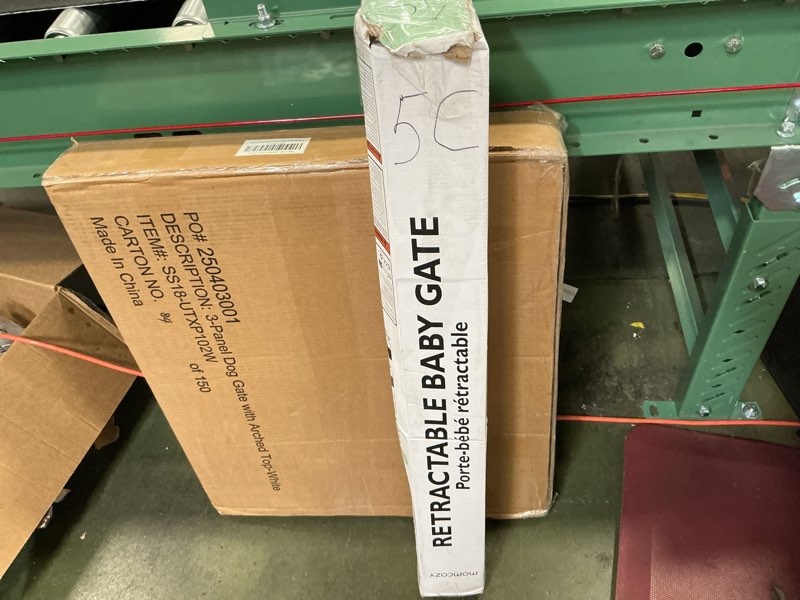 PO# 250403001
DESCRIPTION: 3-Panel Dog Gate with Arched Top-White
ITEM#: SS18-UTXP102W
CARTON NO. 84 of 150
Made In China
5C
RETRACTABLE BABY GATE
Porte-bébé rétractable
momcozy